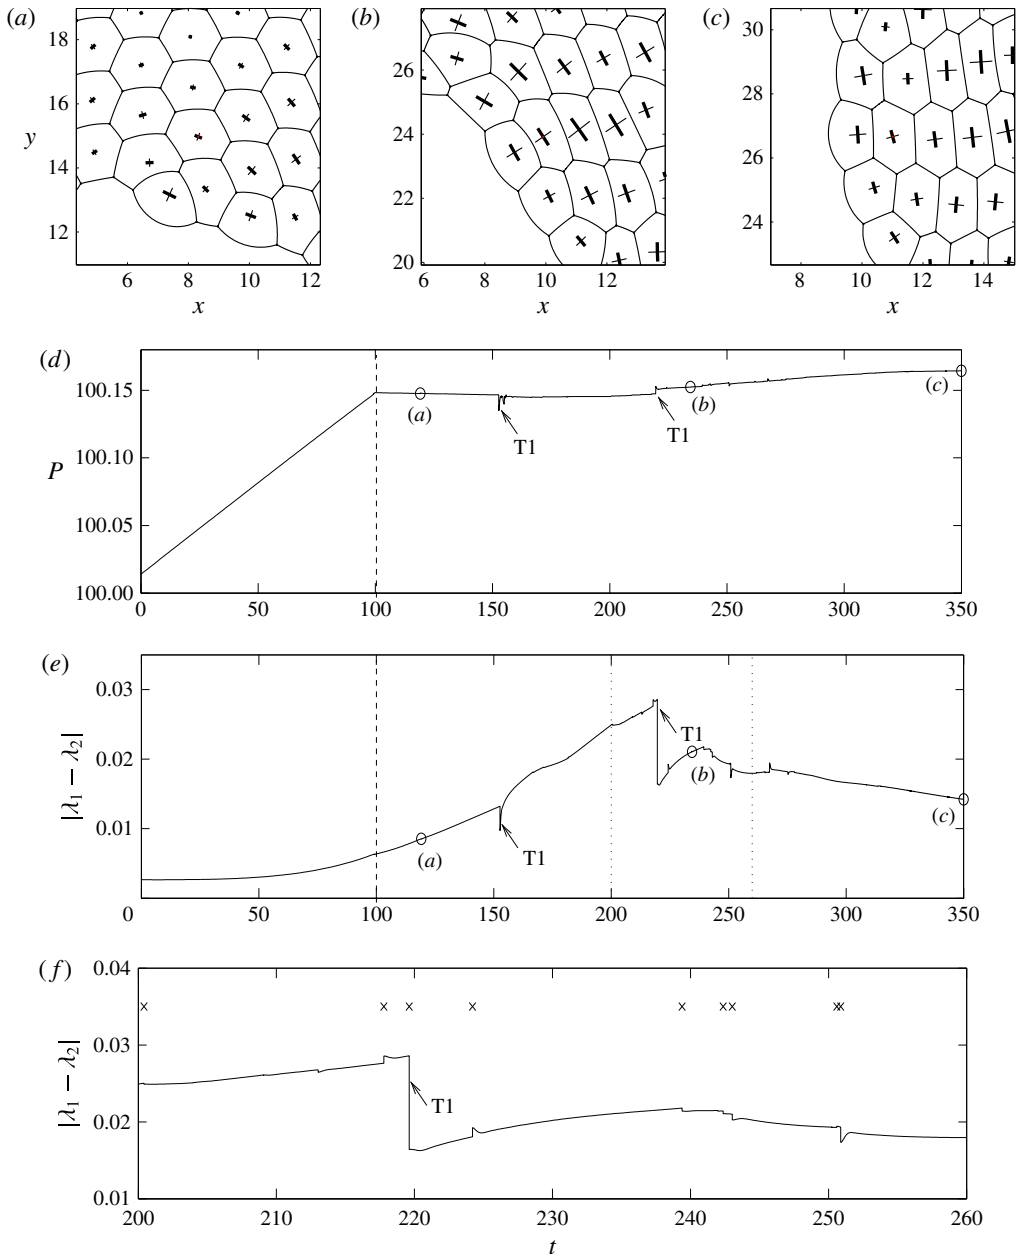 (a) (b) (c)
18
16
y
14
12
6 8 10 12
x
26
24
22
20
6 8 10 12
x
30
28
26
24
8 10 12 14
x
(d)
100.15
100.10
P
100.05
100.00
0 50 100 150 200 250 300 350
(a) T1 T1 (b) (c)
(e)
0.03
0.02
0.01
0
|λ1 − λ2|
50 100 150 200 250 300 350
(a) T1 T1 (b) (c)
(f)
0.04
0.03
0.02
0.01
|λ1 − λ2|
T1
200 210 220 230 240 250 260
t